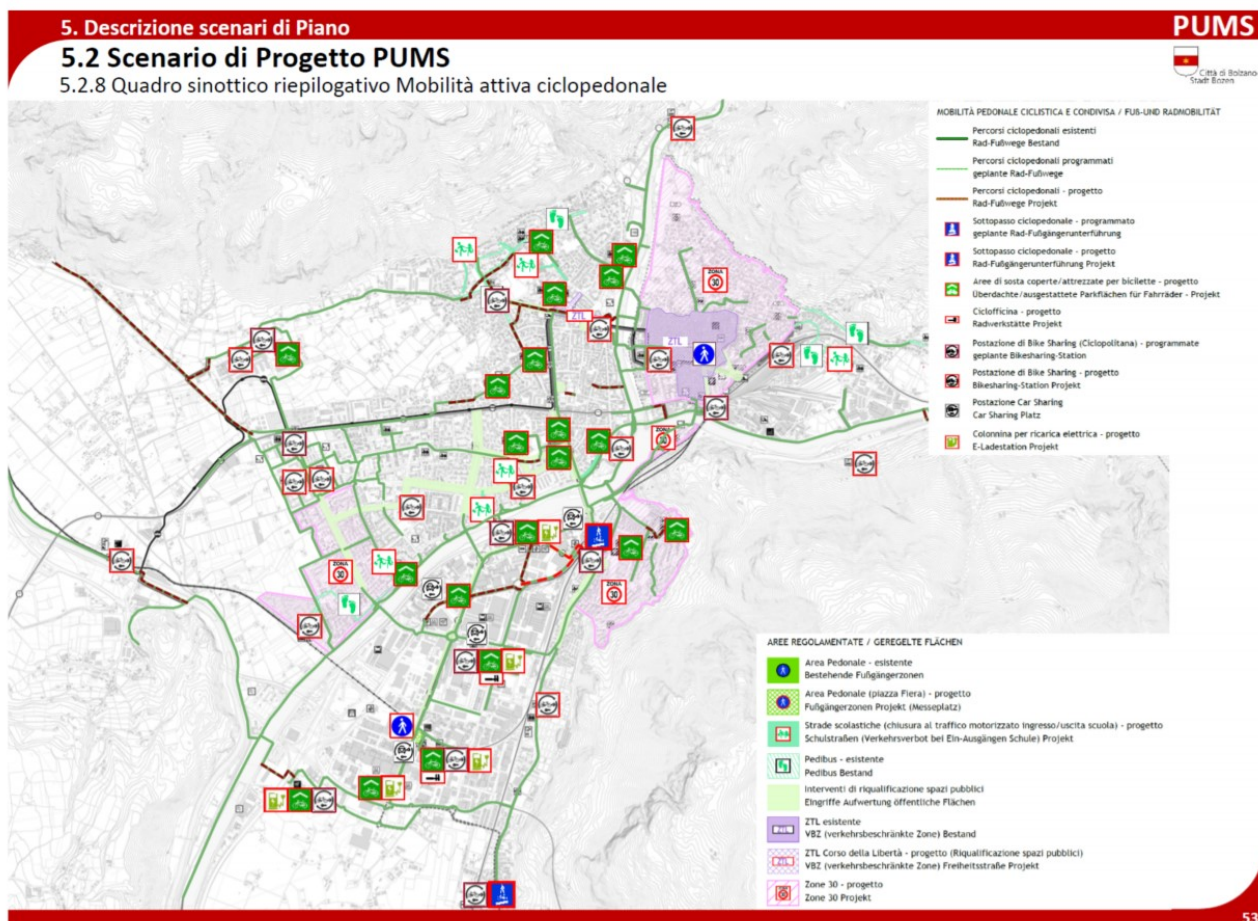 5. Descrizione scenari di Piano
PUMS
5.2 Scenario di Progetto PUMS
5.2.8 Quadro sinottico riepilogativo Mobilità attiva ciclopedonale
Città di Bolzano
Stadt Bozen
MOBILITÀ PEDONALE CICLISTICA E CONDIVISA / FUß-UND RADMOBILITÄT
Percorsi ciclopedonali esistenti
Rad-Fußwege Bestand
Percorsi ciclopedonali programmati
geplante Rad-Fußwege
Percorsi ciclopedonali - progetto
Rad-Fußwege Projekt
Sottopasso ciclopedonale - programmato
geplante Rad-Fußgängerunterführung
Sottopasso ciclopedonale - progetto
Rad-Fußgängerunterführung Projekt
Aree di sosta coperte/attrezzate per biciclette - progetto
Überdachte/ausgestattete Parkflächen für Fahrräder - Projekt
Ciclofficina - progetto
Radwerkstätte Projekt
Postazione di Bike Sharing (Ciclopolitana) - programmate
geplante Bikesharing-Station
Postazione di Bike Sharing - progetto
Bikesharing-Station Projekt
Postazione Car Sharing
Car Sharing Platz
Colonnina per ricarica elettrica - progetto
E-Ladestation Projekt
ZONA
30
ZTL
ZTL
ZONA
30
ZONA
30
ZONA
30
AREE REGOLAMENTATE / GEREGELTE FLÄCHEN
Area Pedonale - esistente
Bestehende Fußgängerzonen
Area Pedonale (piazza Fiera) - progetto
Fußgängerzonen Projekt (Messeplatz)
Strade scolastiche (chiusura al traffico motorizzato ingresso/uscita scuola) - progetto
Schulstraßen (Verkehrsverbot bei Ein-Ausgängen Schule) Projekt
Pedibus - esistente
Pedibus Bestand
Interventi di riqualificazione spazi pubblici
Eingriffe Aufwertung öffentliche Flächen
ZTL
ZTL esistente
VBZ (verkehrsbeschränkte Zone) Bestand
ZTL
ZTL Corso della Libertà - progetto (Riqualificazione spazi pubblici)
VBZ (verkehrsbeschränkte Zone) Freiheitsstraße Projekt
Zone 30 - progetto
Zone 30 Projekt
53